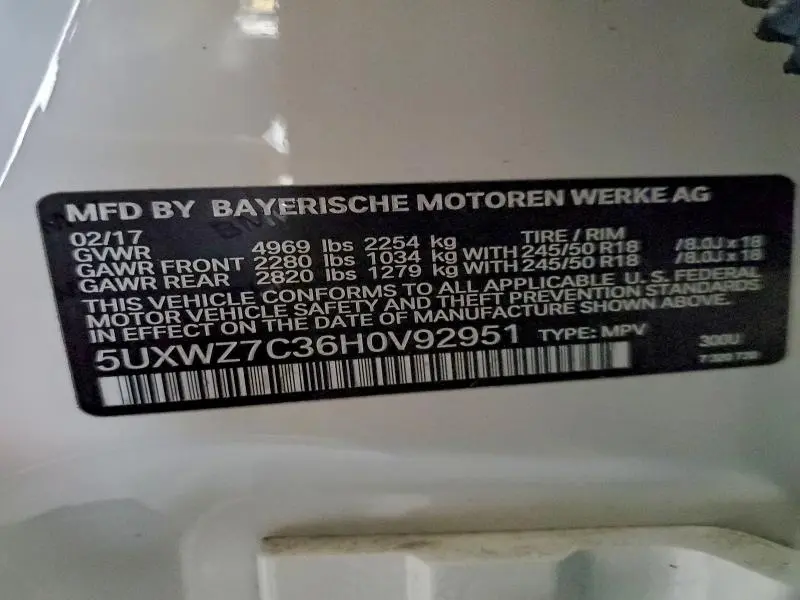 MFD BY BAYERISCHE MOTOREN WERKE AG
02/17 TIRE / RIM
GVWR 4969 lbs 2254 kg
GAWR FRONT 2280 lbs 1034 kg WITH 245/50 R18 /8.0J x 18
GAWR REAR 2820 lbs 1279 kg WITH 245/50 R18 /8.0J x 18
THIS VEHICLE CONFORMS TO ALL APPLICABLE U.S. FEDERAL
MOTOR VEHICLE SAFETY AND THEFT PREVENTION STANDARDS
IN EFFECT ON THE DATE OF MANUFACTURE SHOWN ABOVE.
5UXWZ7C36H0V92951 TYPE: MPV 300U